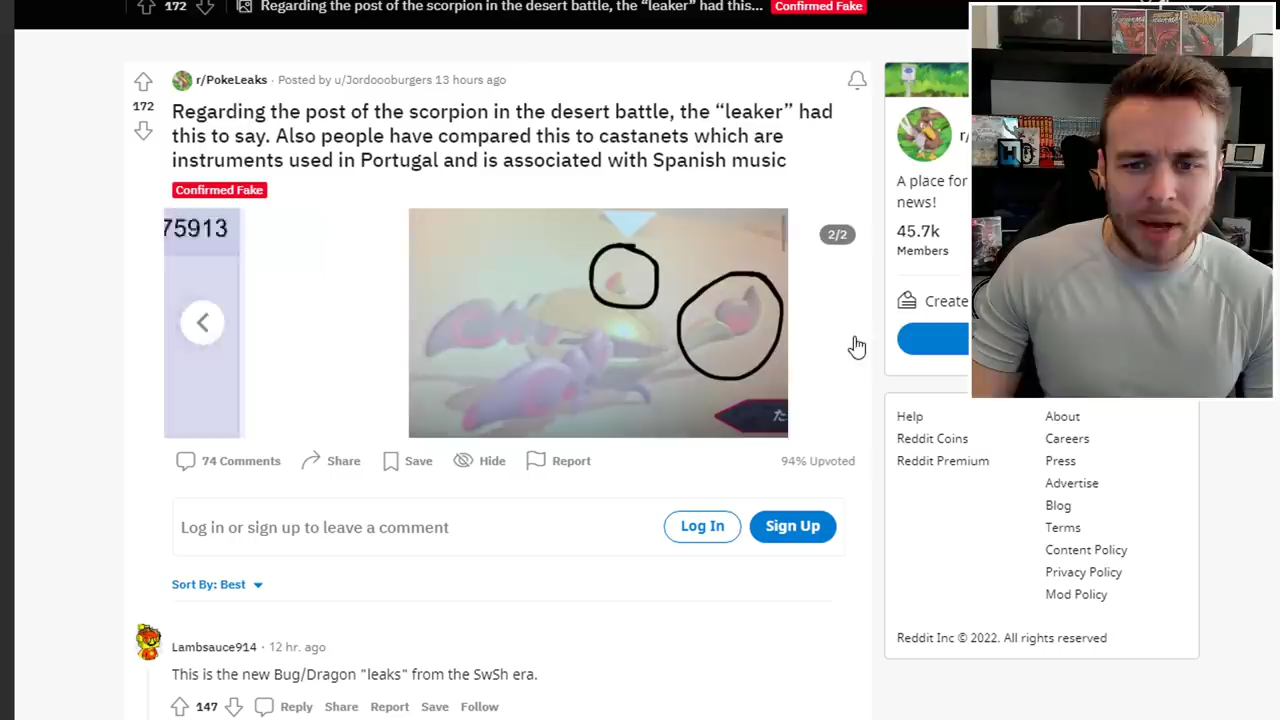 172
Regarding the post of the scorpion in the desert battle, the “leaker” had this...
Confirmed Fake
r/PokeLeaks · Posted by u/Jordoooburgers 13 hours ago
172
Regarding the post of the scorpion in the desert battle, the “leaker” had
this to say. Also people have compared this to castanets which are
instruments used in Portugal and is associated with Spanish music
Confirmed Fake
75913
2/2
た
74 Comments
Share
Save
Hide
Report
94% Upvoted
Log in or sign up to leave a comment
Log In
Sign Up
Sort By: Best
Lambsauce914 · 12 hr. ago
This is the new Bug/Dragon "leaks" from the SwSh era.
147
Reply
Share
Report
Save
Follow
r/
A place for
news!
45.7k
Members
Create
Help
About
Reddit Coins
Careers
Reddit Premium
Press
Advertise
Blog
Terms
Content Policy
Privacy Policy
Mod Policy
Reddit Inc © 2022. All rights reserved